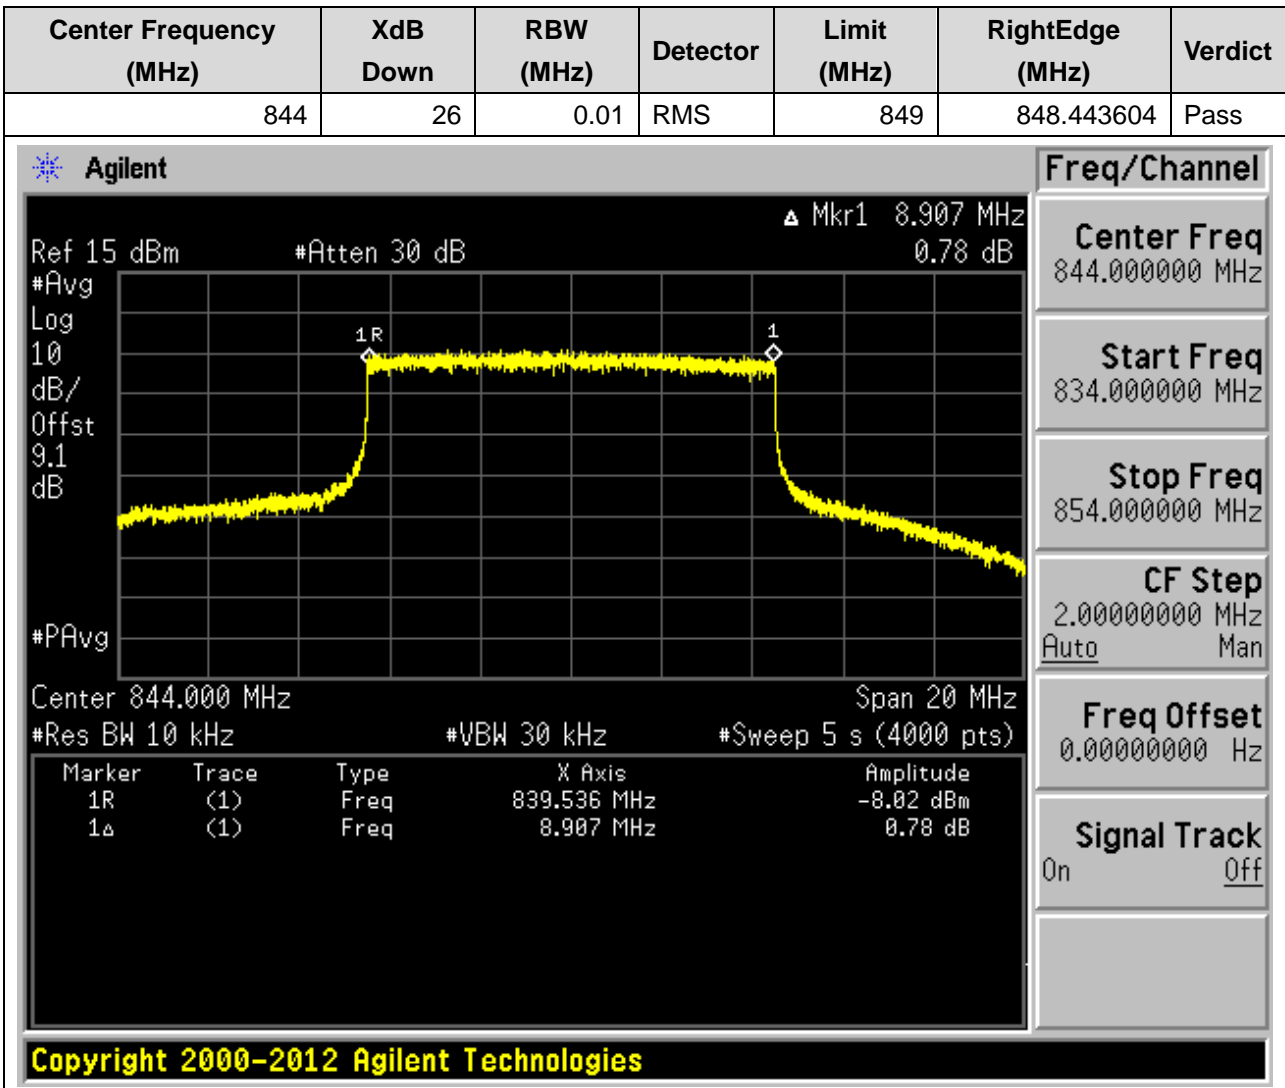 Center Frequency (MHz) XdB Down RBW (MHz) Detector Limit (MHz) RightEdge (MHz) Verdict
844 26 0.01 RMS 849 848.443604 Pass
Agilent
Freq/Channel
Δ Mkr1 8.907 MHz
Ref 15 dBm #Atten 30 dB 0.78 dB
#Avg
Log
10
dB/
Offst
9.1
dB
1R
1
#PAvg
Center 844.000 MHz Span 20 MHz
#Res BW 10 kHz #VBW 30 kHz #Sweep 5 s (4000 pts)
Marker Trace Type X Axis Amplitude
1R (1) Freq 839.536 MHz -8.02 dBm
1Δ (1) Freq 8.907 MHz 0.78 dB
Center Freq
844.000000 MHz
Start Freq
834.000000 MHz
Stop Freq
854.000000 MHz
CF Step
2.00000000 MHz
Auto Man
Freq Offset
0.00000000 Hz
Signal Track
On Off
Copyright 2000-2012 Agilent Technologies